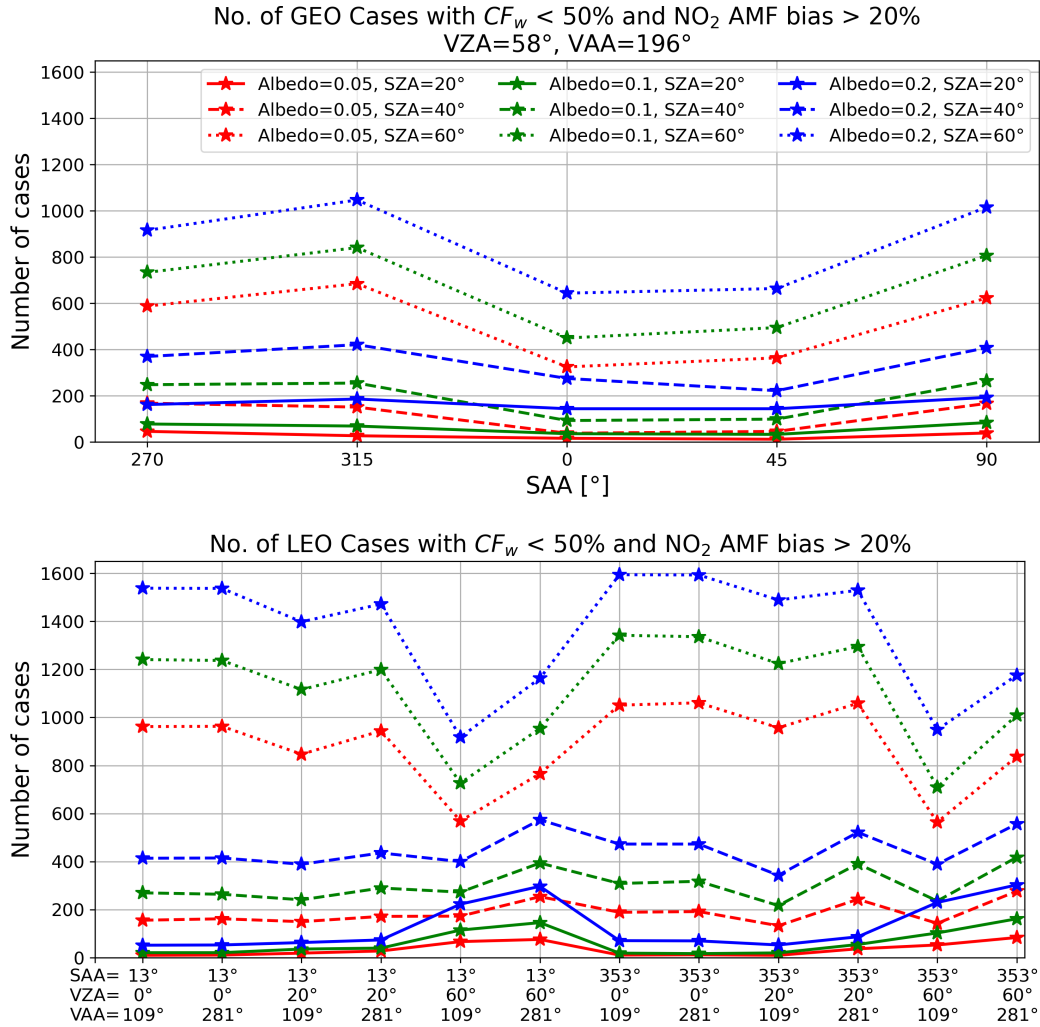 No. of GEO Cases with CF_w < 50% and NO₂ AMF bias > 20%
VZA=58°, VAA=196°
Albedo=0.05, SZA=20° Albedo=0.1, SZA=20° Albedo=0.2, SZA=20°
Albedo=0.05, SZA=40° Albedo=0.1, SZA=40° Albedo=0.2, SZA=40°
Albedo=0.05, SZA=60° Albedo=0.1, SZA=60° Albedo=0.2, SZA=60°
Number of cases
1600
1400
1200
1000
800
600
400
200
0
270 315 0 45 90
SAA [°]
No. of LEO Cases with CF_w < 50% and NO₂ AMF bias > 20%
Number of cases
1600
1400
1200
1000
800
600
400
200
0
SAA= 13° 13° 13° 13° 13° 13° 353° 353° 353° 353° 353° 353°
VZA= 0° 0° 20° 20° 60° 60° 0° 0° 20° 20° 60° 60°
VAA= 109° 281° 109° 281° 109° 281° 109° 281° 109° 281° 109° 281°